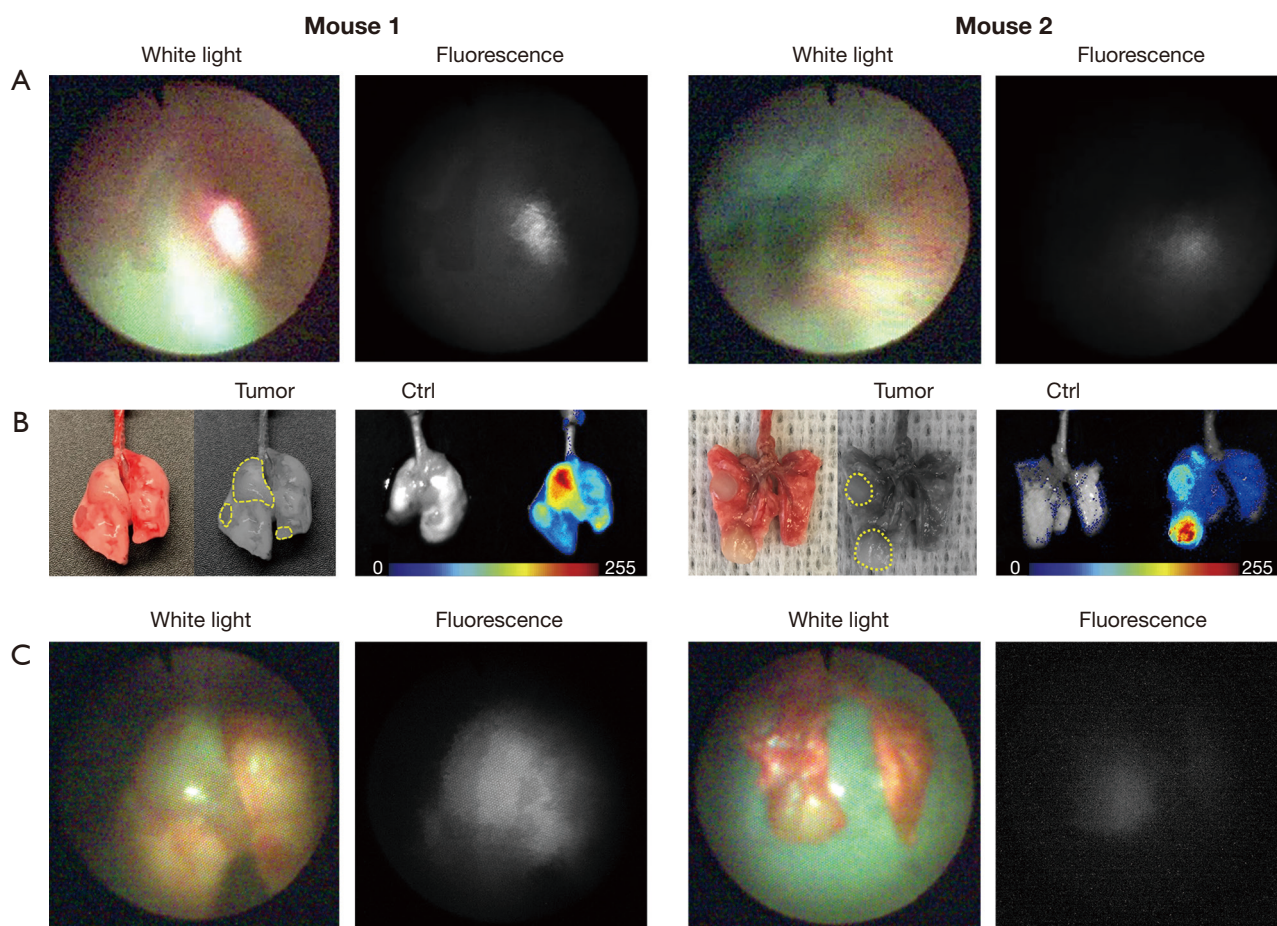 Mouse 1 Mouse 2
White light Fluorescence White light Fluorescence
A
Tumor Ctrl Tumor Ctrl
B
0 255 0 255
White light Fluorescence White light Fluorescence
C